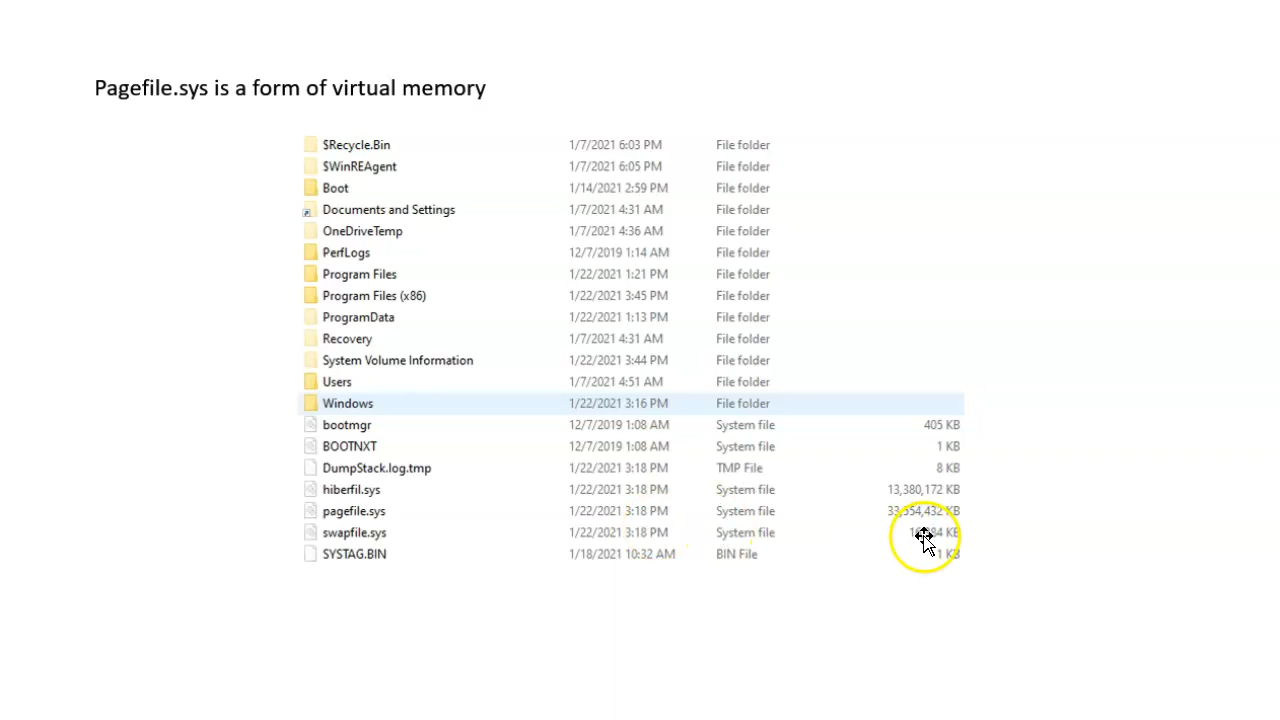 Pagefile.sys is a form of virtual memory
$Recycle.Bin 1/7/2021 6:03 PM File folder
$WinREAgent 1/7/2021 6:05 PM File folder
Boot 1/14/2021 2:59 PM File folder
Documents and Settings 1/7/2021 4:31 AM File folder
OneDriveTemp 1/7/2021 4:36 AM File folder
PerfLogs 12/7/2019 1:14 AM File folder
Program Files 1/22/2021 1:21 PM File folder
Program Files (x86) 1/22/2021 3:45 PM File folder
ProgramData 1/22/2021 1:13 PM File folder
Recovery 1/7/2021 4:31 AM File folder
System Volume Information 1/22/2021 3:44 PM File folder
Users 1/7/2021 4:51 AM File folder
Windows 1/22/2021 3:16 PM File folder
bootmgr 12/7/2019 1:08 AM System file 405 KB
BOOTNXT 12/7/2019 1:08 AM System file 1 KB
DumpStack.log.tmp 1/22/2021 3:18 PM TMP File 8 KB
hiberfil.sys 1/22/2021 3:18 PM System file 13,380,172 KB
pagefile.sys 1/22/2021 3:18 PM System file 33,554,432 KB
swapfile.sys 1/22/2021 3:18 PM System file KB
SYSTAG.BIN 1/18/2021 10:32 AM BIN File 1 KB